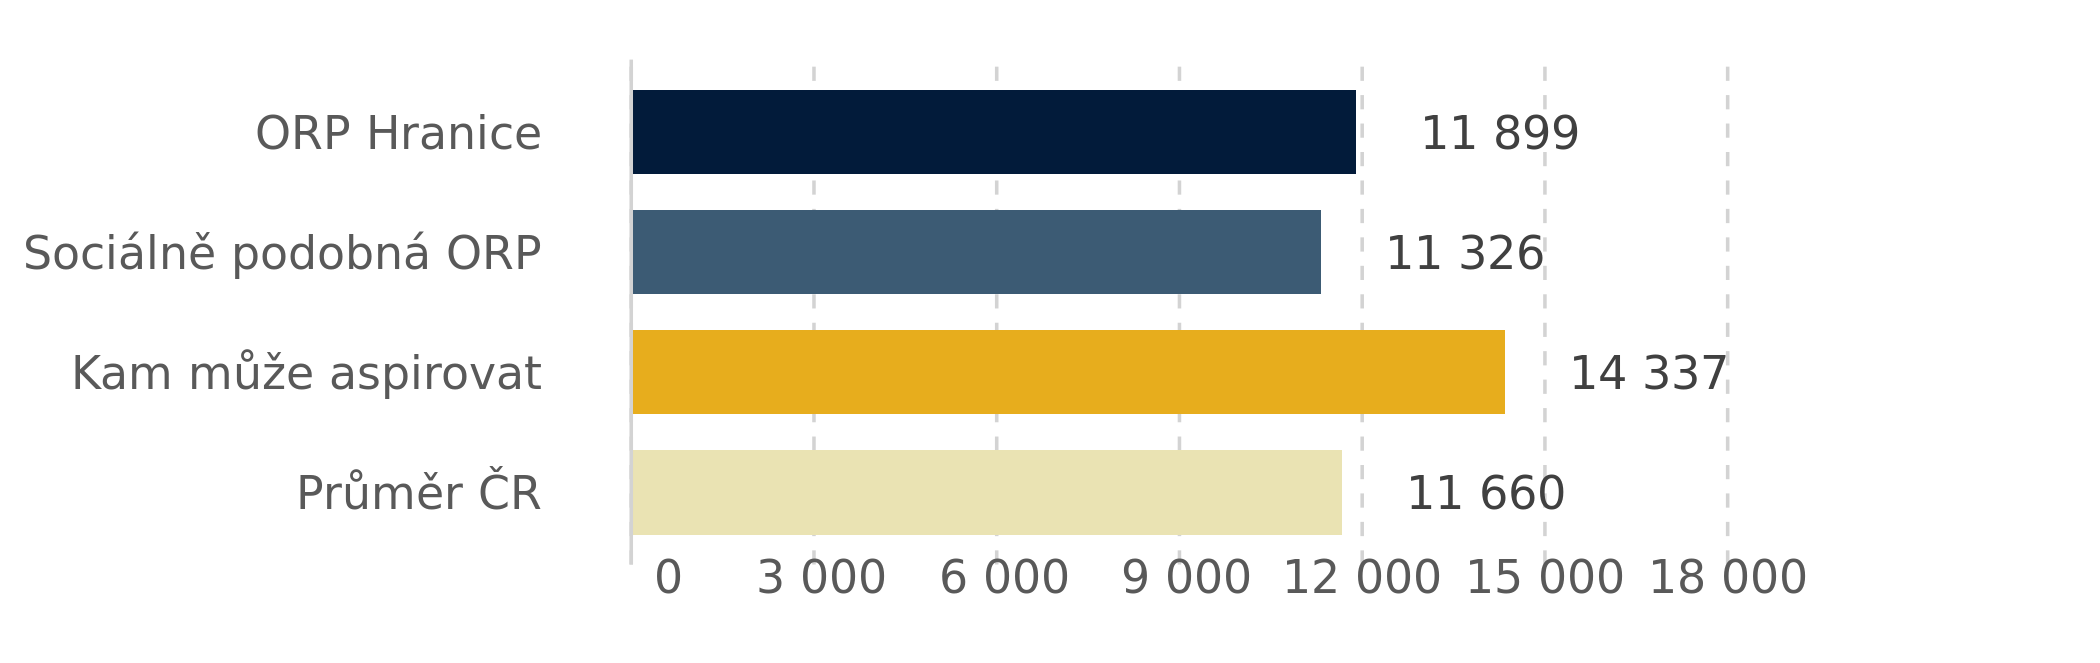 ORP Hranice 11 899
Sociálně podobná ORP 11 326
Kam může aspirovat 14 337
Průměr ČR 11 660
0 3 000 6 000 9 000 12 000 15 000 18 000